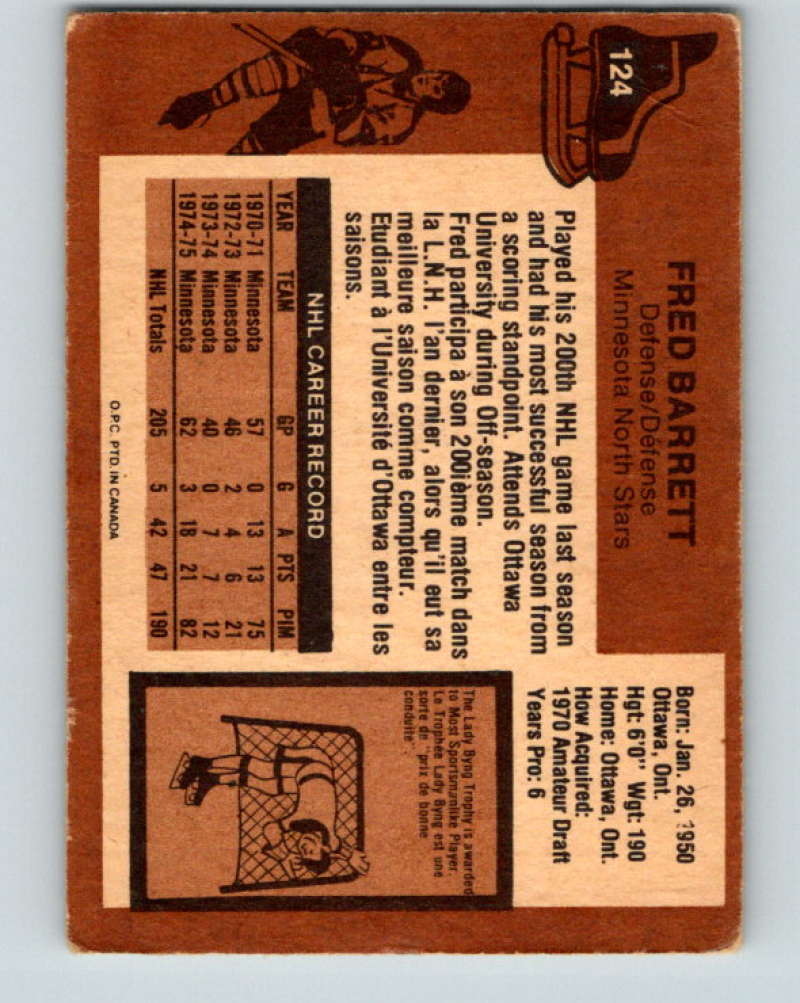 124
FRED BARRETT
Defense/Défense
Minnesota North Stars
Born: Jan. 26, 1950
Ottawa, Ont.
Hgt: 6'0" Wgt: 190
Home: Ottawa, Ont.
How Acquired:
1970 Amateur Draft
Years Pro: 6
Played his 200th NHL game last season
and had his most successful season from
a scoring standpoint. Attends Ottawa
University during Off-season.
Fred participa à son 200ième match dans
la L.N.H. l'an dernier, alors qu'il eut sa
meilleure saison comme compteur.
Etudiant à l'Université d'Ottawa entre les
saisons.
NHL CAREER RECORD
YEAR TEAM GP G A PTS PIM
1970-71 Minnesota 57 0 13 13 75
1972-73 Minnesota 46 2 4 6 21
1973-74 Minnesota 40 0 7 7 12
1974-75 Minnesota 62 3 18 21 82
NHL Totals 205 5 42 47 190
The Lady Byng Trophy is awarded
to Most Sportsmanlike Player.
Le Trophée Lady Byng est une
sorte de "prix de bonne
conduite"
O.P.C. PTD. IN CANADA